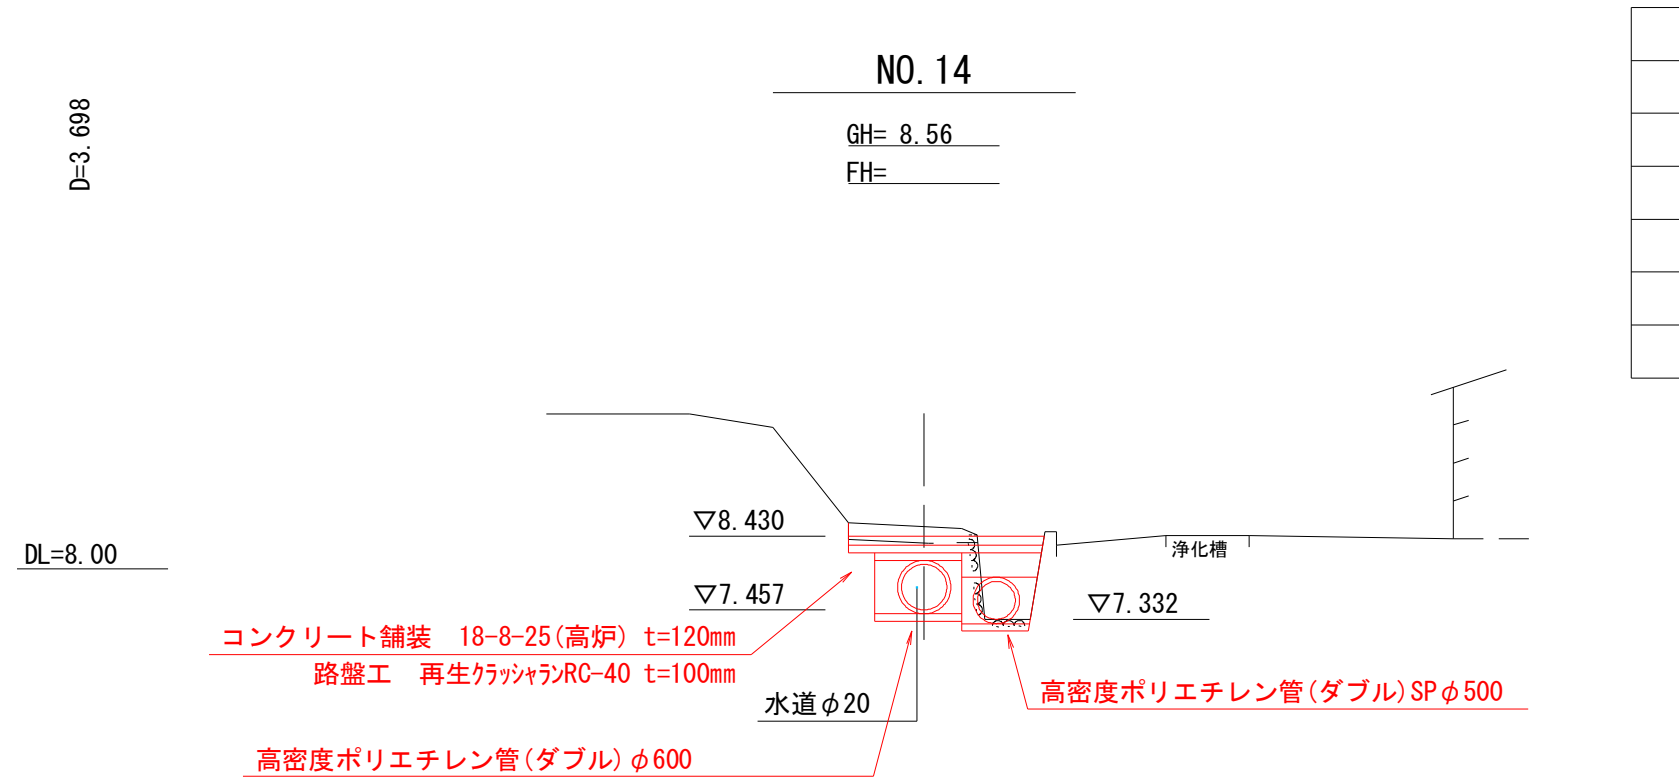 NO.14
D=3.698
GH= 8.56
FH=
▽8.430
DL=8.00
浄化槽
▽7.457
▽7.332
コンクリート舗装 18-8-25(高炉) t=120mm
路盤工 再生クラッシャランRC-40 t=100mm
水道φ20
高密度ポリエチレン管(ダブル)SPφ500
高密度ポリエチレン管(ダブル)φ600